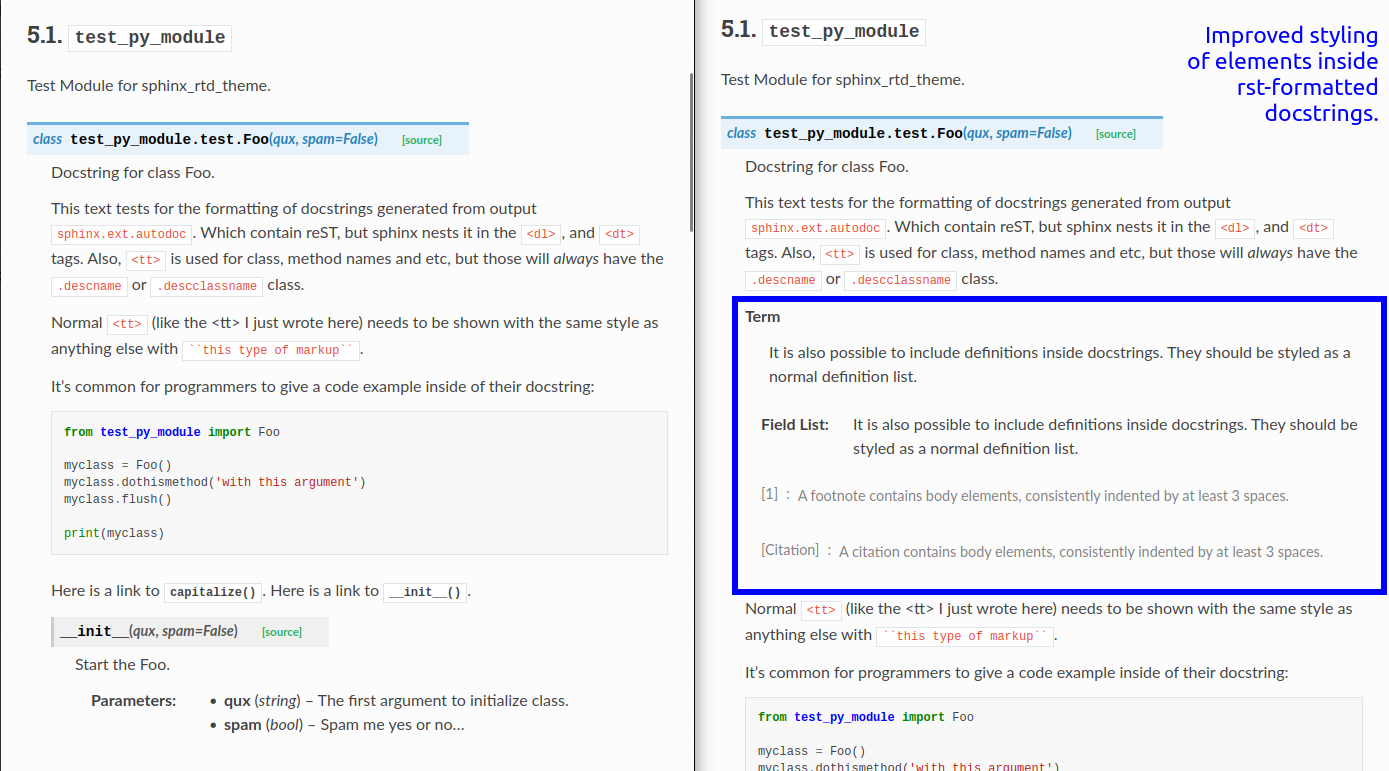 5.1. test_py_module
Test Module for sphinx_rtd_theme.
class test_py_module.test.Foo(qux, spam=False) [source]
Docstring for class Foo.
This text tests for the formatting of docstrings generated from output
sphinx.ext.autodoc. Which contain reST, but sphinx nests it in the <dl>, and <dt>
tags. Also, <tt> is used for class, method names and etc, but those will always have the
.descname or .descclassname class.
Normal <tt> (like the <tt> I just wrote here) needs to be shown with the same style as
anything else with ``this type of markup``.
It's common for programmers to give a code example inside of their docstring:
from test_py_module import Foo
myclass = Foo()
myclass.dothismethod('with this argument')
myclass.flush()
print(myclass)
Here is a link to capitalize(). Here is a link to __init__().
__init__(qux, spam=False) [source]
Start the Foo.
Parameters: • qux (string) – The first argument to initialize class.
• spam (bool) – Spam me yes or no...
5.1. test_py_module
Improved styling
of elements inside
rst-formatted
docstrings.
Test Module for sphinx_rtd_theme.
class test_py_module.test.Foo(qux, spam=False) [source]
Docstring for class Foo.
This text tests for the formatting of docstrings generated from output
sphinx.ext.autodoc. Which contain reST, but sphinx nests it in the <dl>, and <dt>
tags. Also, <tt> is used for class, method names and etc, but those will always have the
.descname or .descclassname class.
Term
It is also possible to include definitions inside docstrings. They should be styled as a
normal definition list.
Field List: It is also possible to include definitions inside docstrings. They should be
styled as a normal definition list.
[1] : A footnote contains body elements, consistently indented by at least 3 spaces.
[Citation] : A citation contains body elements, consistently indented by at least 3 spaces.
Normal <tt> (like the <tt> I just wrote here) needs to be shown with the same style as
anything else with ``this type of markup``.
It's common for programmers to give a code example inside of their docstring:
from test_py_module import Foo
myclass = Foo()
myclass.dothismethod('with this argument')